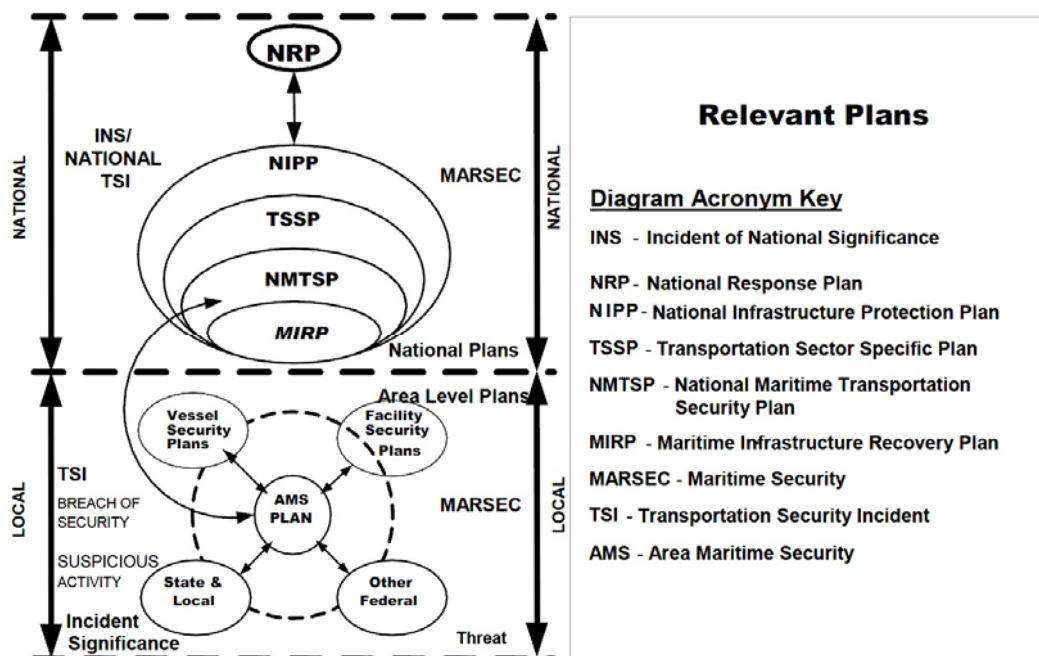 NRP
INS/
NATIONAL
TSI
NATIONAL
NIPP
MARSEC
NATIONAL
TSSP
NMTSP
MIRP
National Plans
Area Level Plans
Vessel
Security
Plans
Facility
Security
Plans
TSI
BREACH OF
SECURITY
AMS
PLAN
MARSEC
LOCAL
LOCAL
SUSPICIOUS
ACTIVITY
State &
Local
Other
Federal
Incident
Significance
Threat
Relevant Plans
Diagram Acronym Key
INS - Incident of National Significance
NRP - National Response Plan
NIPP - National Infrastructure Protection Plan
TSSP - Transportation Sector Specific Plan
NMTSP - National Maritime Transportation
Security Plan
MIRP - Maritime Infrastructure Recovery Plan
MARSEC - Maritime Security
TSI - Transportation Security Incident
AMS - Area Maritime Security